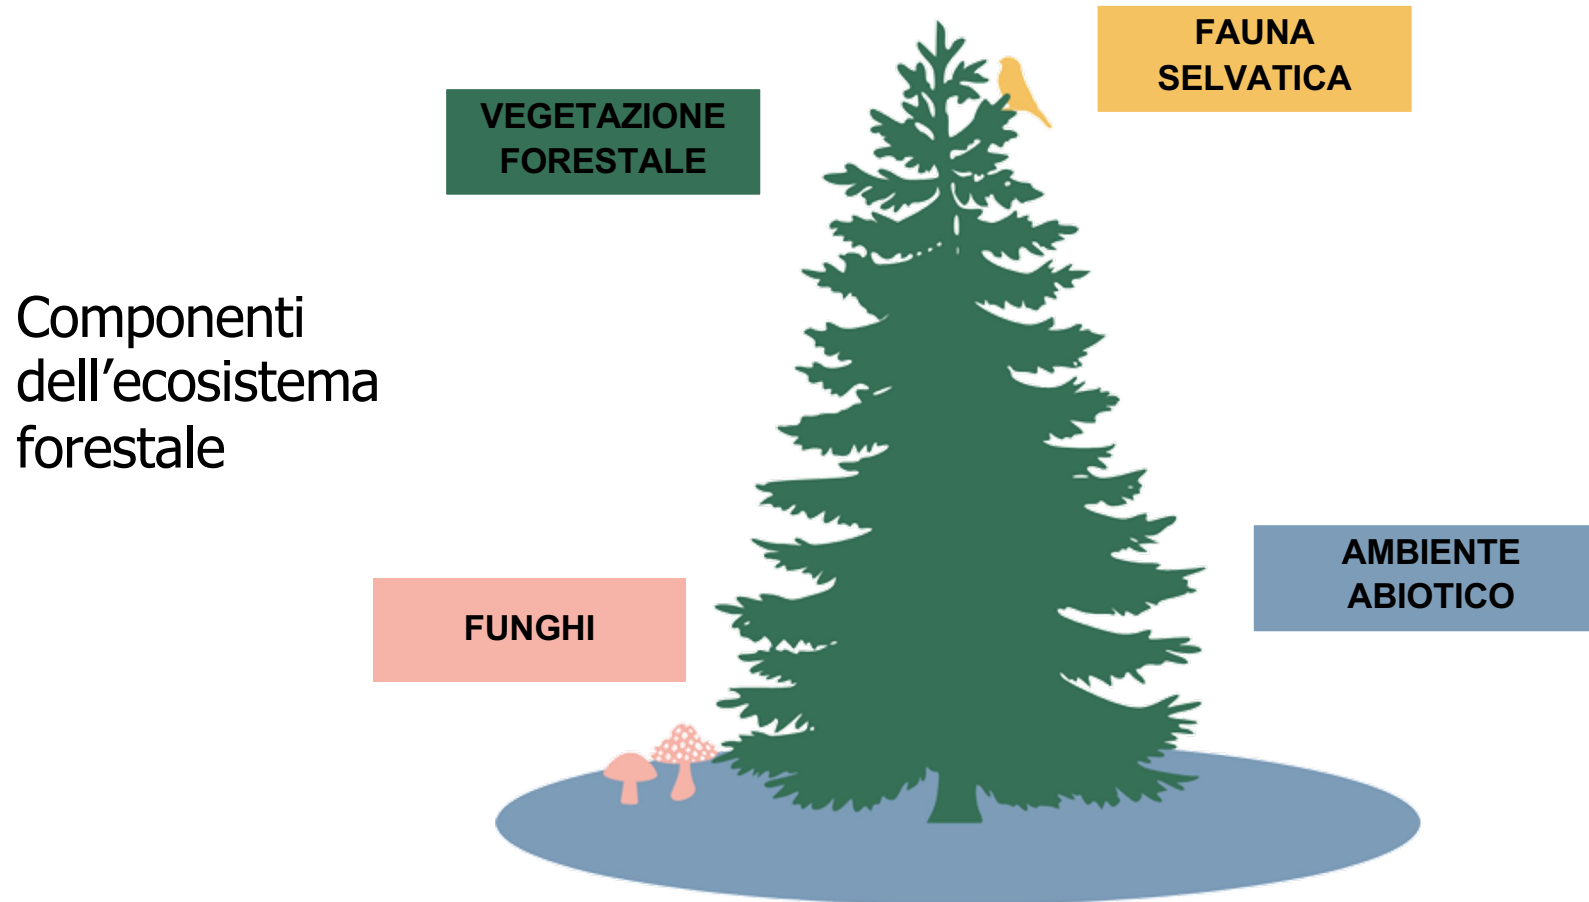 FAUNA
SELVATICA
VEGETAZIONE
FORESTALE
Componenti
dell’ecosistema
forestale
AMBIENTE
ABIOTICO
FUNGHI